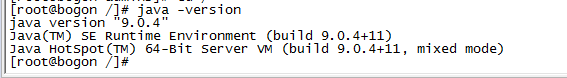 [root@bogon /]# java -version
java version "9.0.4"
Java(TM) SE Runtime Environment (build 9.0.4+11)
Java HotSpot(TM) 64-Bit Server VM (build 9.0.4+11, mixed mode)
[root@bogon /]#